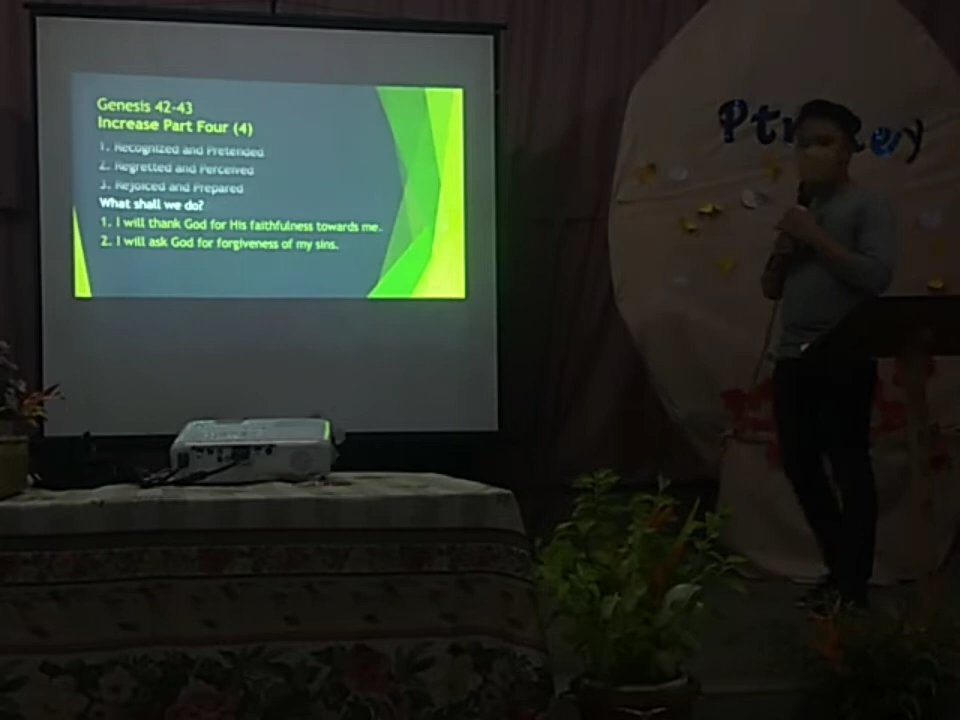 Genesis 42-43
Increase Part Four (4)
1. Recognized and Pretended
2. Regretted and Perceived
3. Rejoiced and Prepared
What shall we do?
1. I will thank God for His faithfulness towards me.
2. I will ask God for forgiveness of my sins.